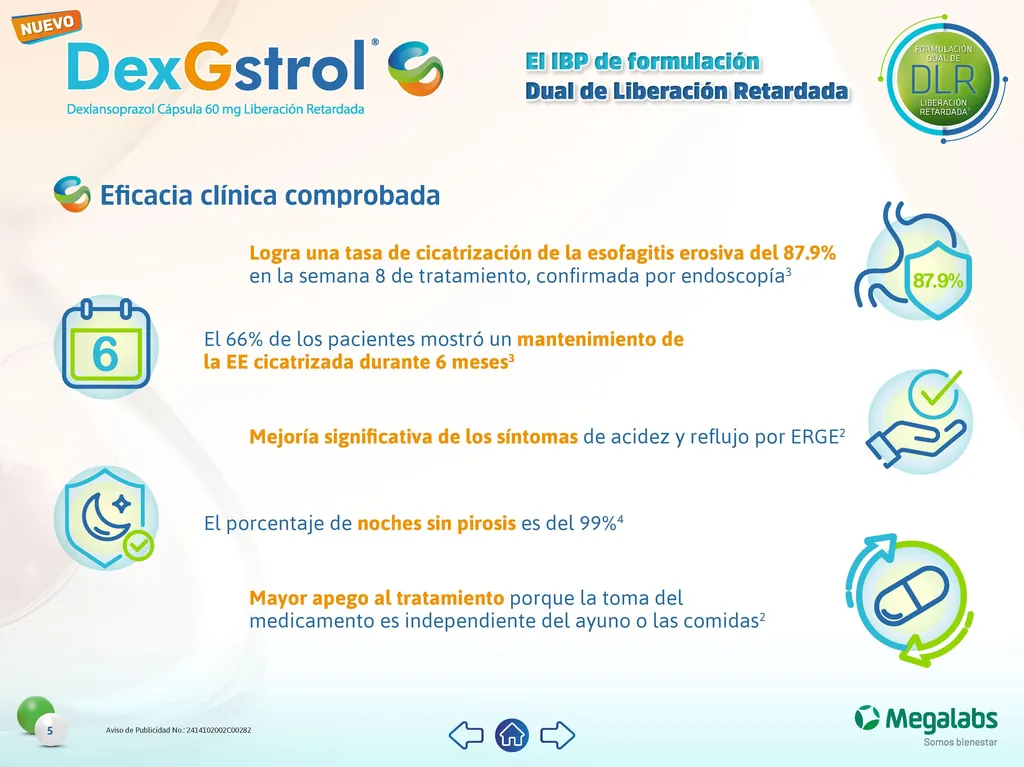 NUEVO
DexGstrol®
Dexlansoprazol Cápsula 60 mg Liberación Retardada
El IBP de formulación
Dual de Liberación Retardada
FORMULACIÓN
DUAL DE
DLR
LIBERACIÓN
RETARDADA¹
Eficacia clínica comprobada
Logra una tasa de cicatrización de la esofagitis erosiva del 87.9%
en la semana 8 de tratamiento, confirmada por endoscopía³
87.9%
6
El 66% de los pacientes mostró un mantenimiento de
la EE cicatrizada durante 6 meses³
Mejoría significativa de los síntomas de acidez y reflujo por ERGE²
El porcentaje de noches sin pirosis es del 99%⁴
Mayor apego al tratamiento porque la toma del
medicamento es independiente del ayuno o las comidas²
5
Aviso de Publicidad No.: 2414102002C00282
Megalabs
Somos bienestar